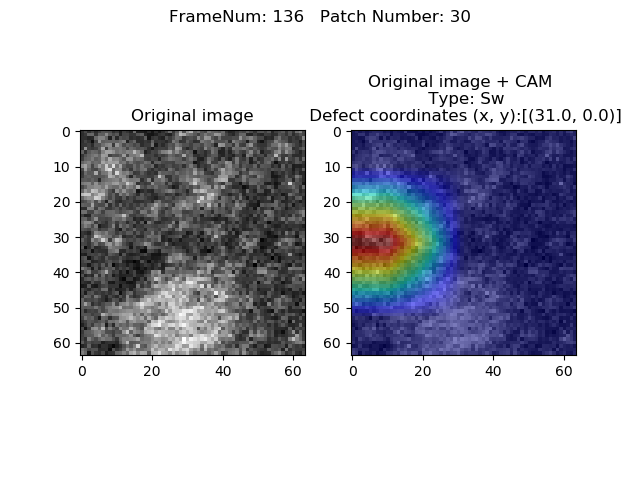 FrameNum: 136   Patch Number: 30
Original image
0
10
20
30
40
50
60
0 20 40 60
Original image + CAM
Type: Sw
Defect coordinates (x, y):[(31.0, 0.0)]
0
10
20
30
40
50
60
0 20 40 60